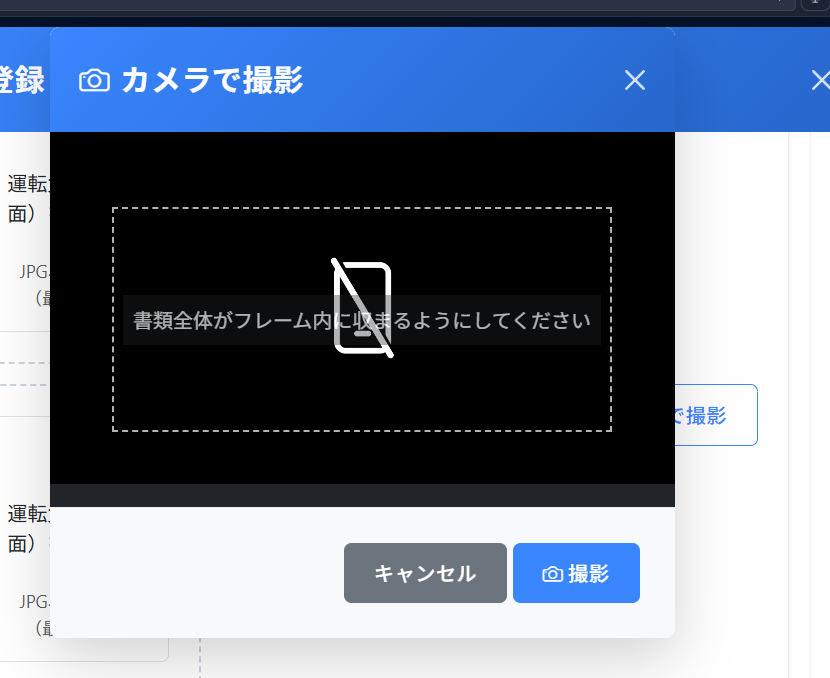 登録
カメラで撮影
運転
面）
JPG
（最
書類全体がフレーム内に収まるようにしてください
で撮影
運転
面）
JPG
（最
キャンセル
撮影